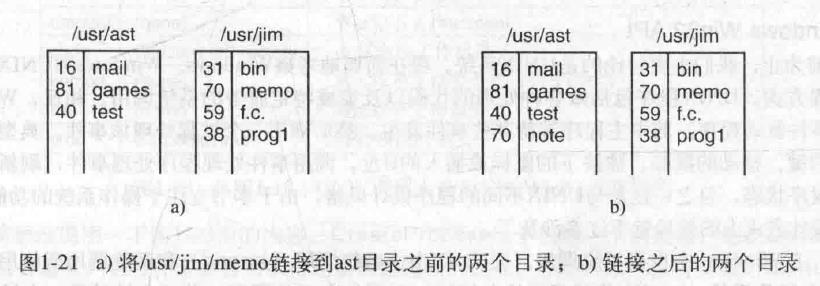 /usr/ast /usr/jim
16 mail 31 bin
81 games 70 memo
40 test 59 f.c.
38 prog1
a)
/usr/ast /usr/jim
16 mail 31 bin
81 games 70 memo
40 test 59 f.c.
70 note 38 prog1
b)
图1-21 a) 将/usr/jim/memo链接到ast目录之前的两个目录；b) 链接之后的两个目录